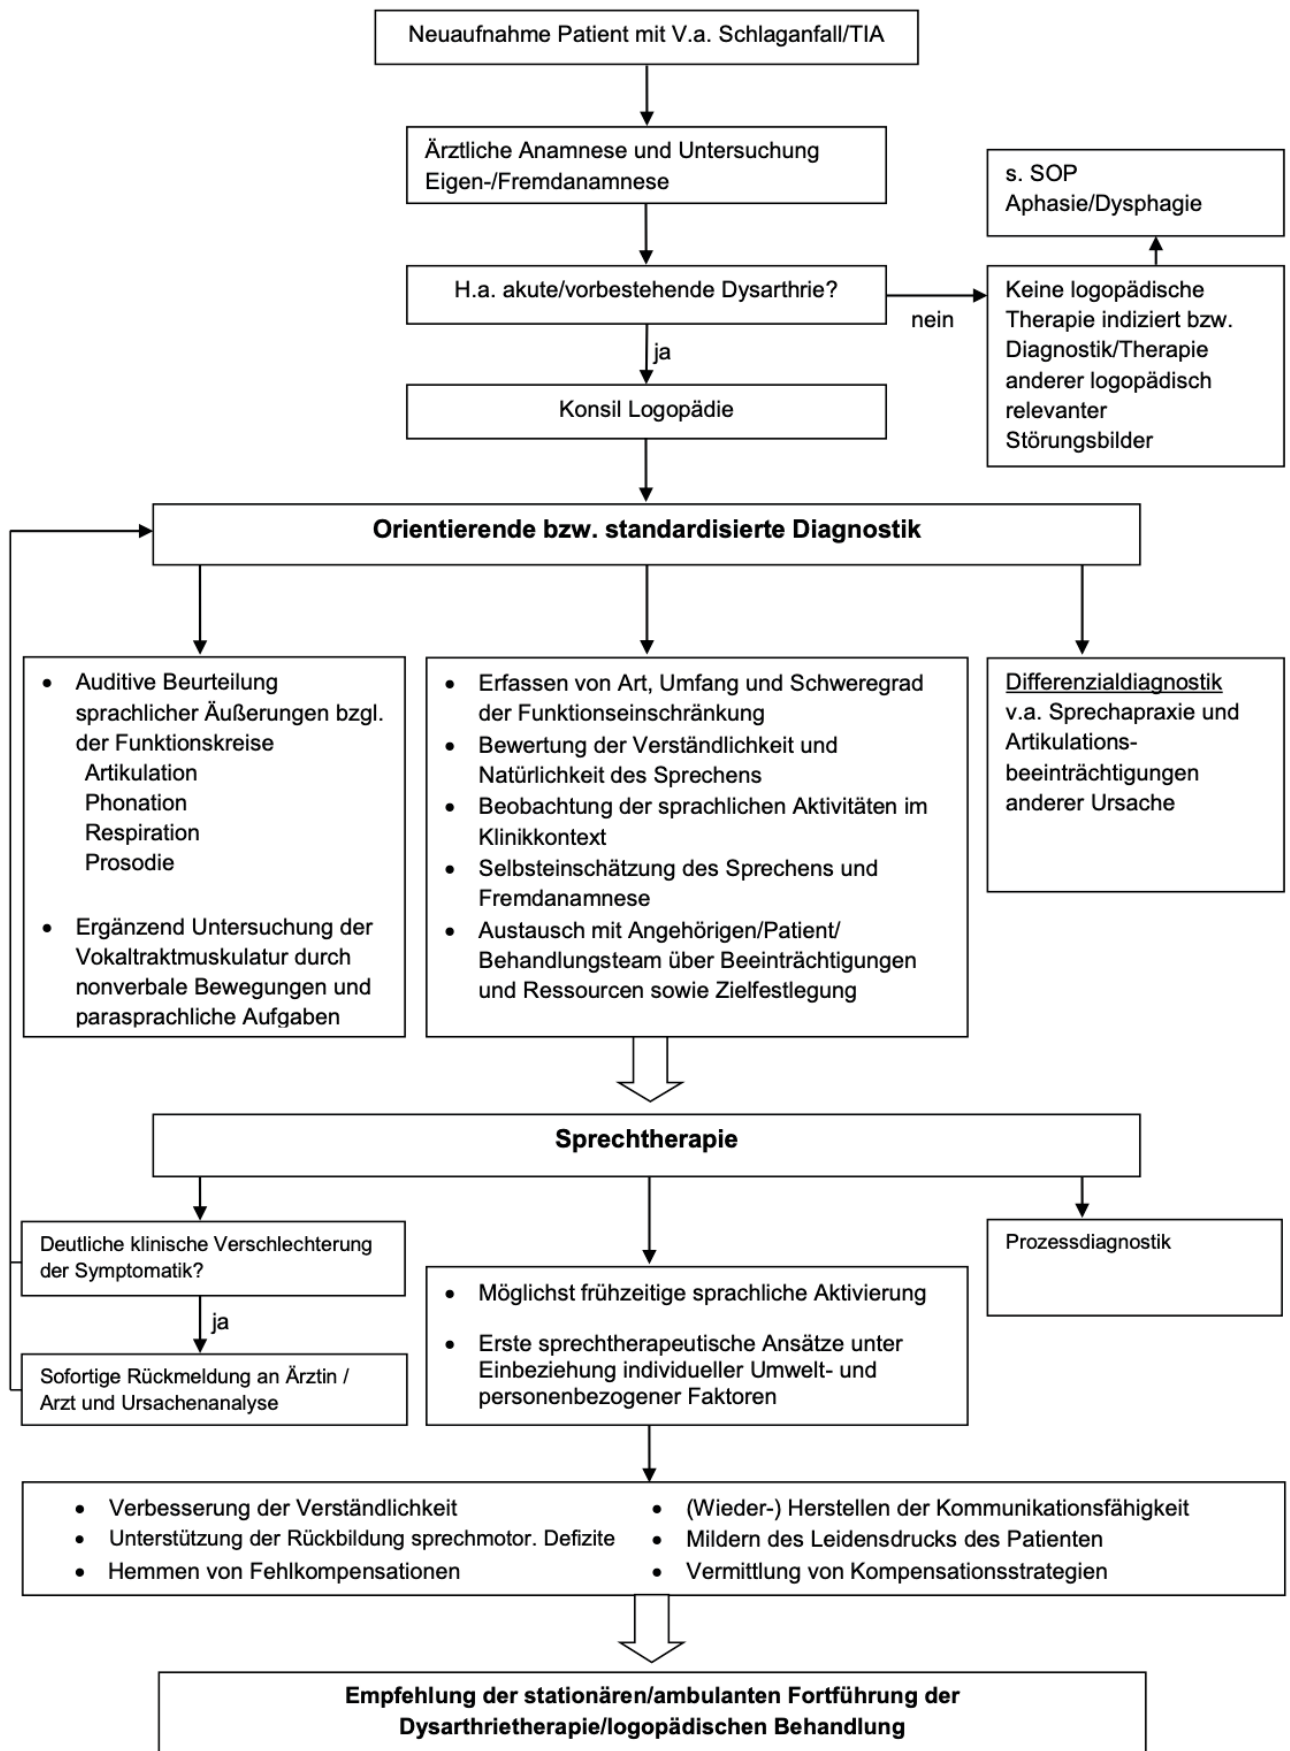 Neuaufnahme Patient mit V.a. Schlaganfall/TIA
Ärztliche Anamnese und Untersuchung
Eigen-/Fremdanamnese
s. SOP
Aphasie/Dysphagie
H.a. akute/vorbestehende Dysarthrie?
nein
Keine logopädische
Therapie indiziert bzw.
Diagnostik/Therapie
anderer logopädisch
relevanter
Störungsbilder
ja
Konsil Logopädie
Orientierende bzw. standardisierte Diagnostik
• Auditive Beurteilung
sprachlicher Äußerungen bzgl.
der Funktionskreise
Artikulation
Phonation
Respiration
Prosodie
• Ergänzend Untersuchung der
Vokaltraktmuskulatur durch
nonverbale Bewegungen und
parasprachliche Aufgaben
• Erfassen von Art, Umfang und Schweregrad
der Funktionseinschränkung
• Bewertung der Verständlichkeit und
Natürlichkeit des Sprechens
• Beobachtung der sprachlichen Aktivitäten im
Klinikkontext
• Selbsteinschätzung des Sprechens und
Fremdanamnese
• Austausch mit Angehörigen/Patient/
Behandlungsteam über Beeinträchtigungen
und Ressourcen sowie Zielfestlegung
Differenzialdiagnostik
v.a. Sprechapraxie und
Artikulations-
beeinträchtigungen
anderer Ursache
Sprechtherapie
Deutliche klinische Verschlechterung
der Symptomatik?
ja
Sofortige Rückmeldung an Ärztin /
Arzt und Ursachenanalyse
• Möglichst frühzeitige sprachliche Aktivierung
• Erste sprechtherapeutische Ansätze unter
Einbeziehung individueller Umwelt- und
personenbezogener Faktoren
Prozessdiagnostik
• Verbesserung der Verständlichkeit
• Unterstützung der Rückbildung sprechmotor. Defizite
• Hemmen von Fehlkompensationen
• (Wieder-) Herstellen der Kommunikationsfähigkeit
• Mildern des Leidensdrucks des Patienten
• Vermittlung von Kompensationsstrategien
Empfehlung der stationären/ambulanten Fortführung der
Dysarthrietherapie/logopädischen Behandlung